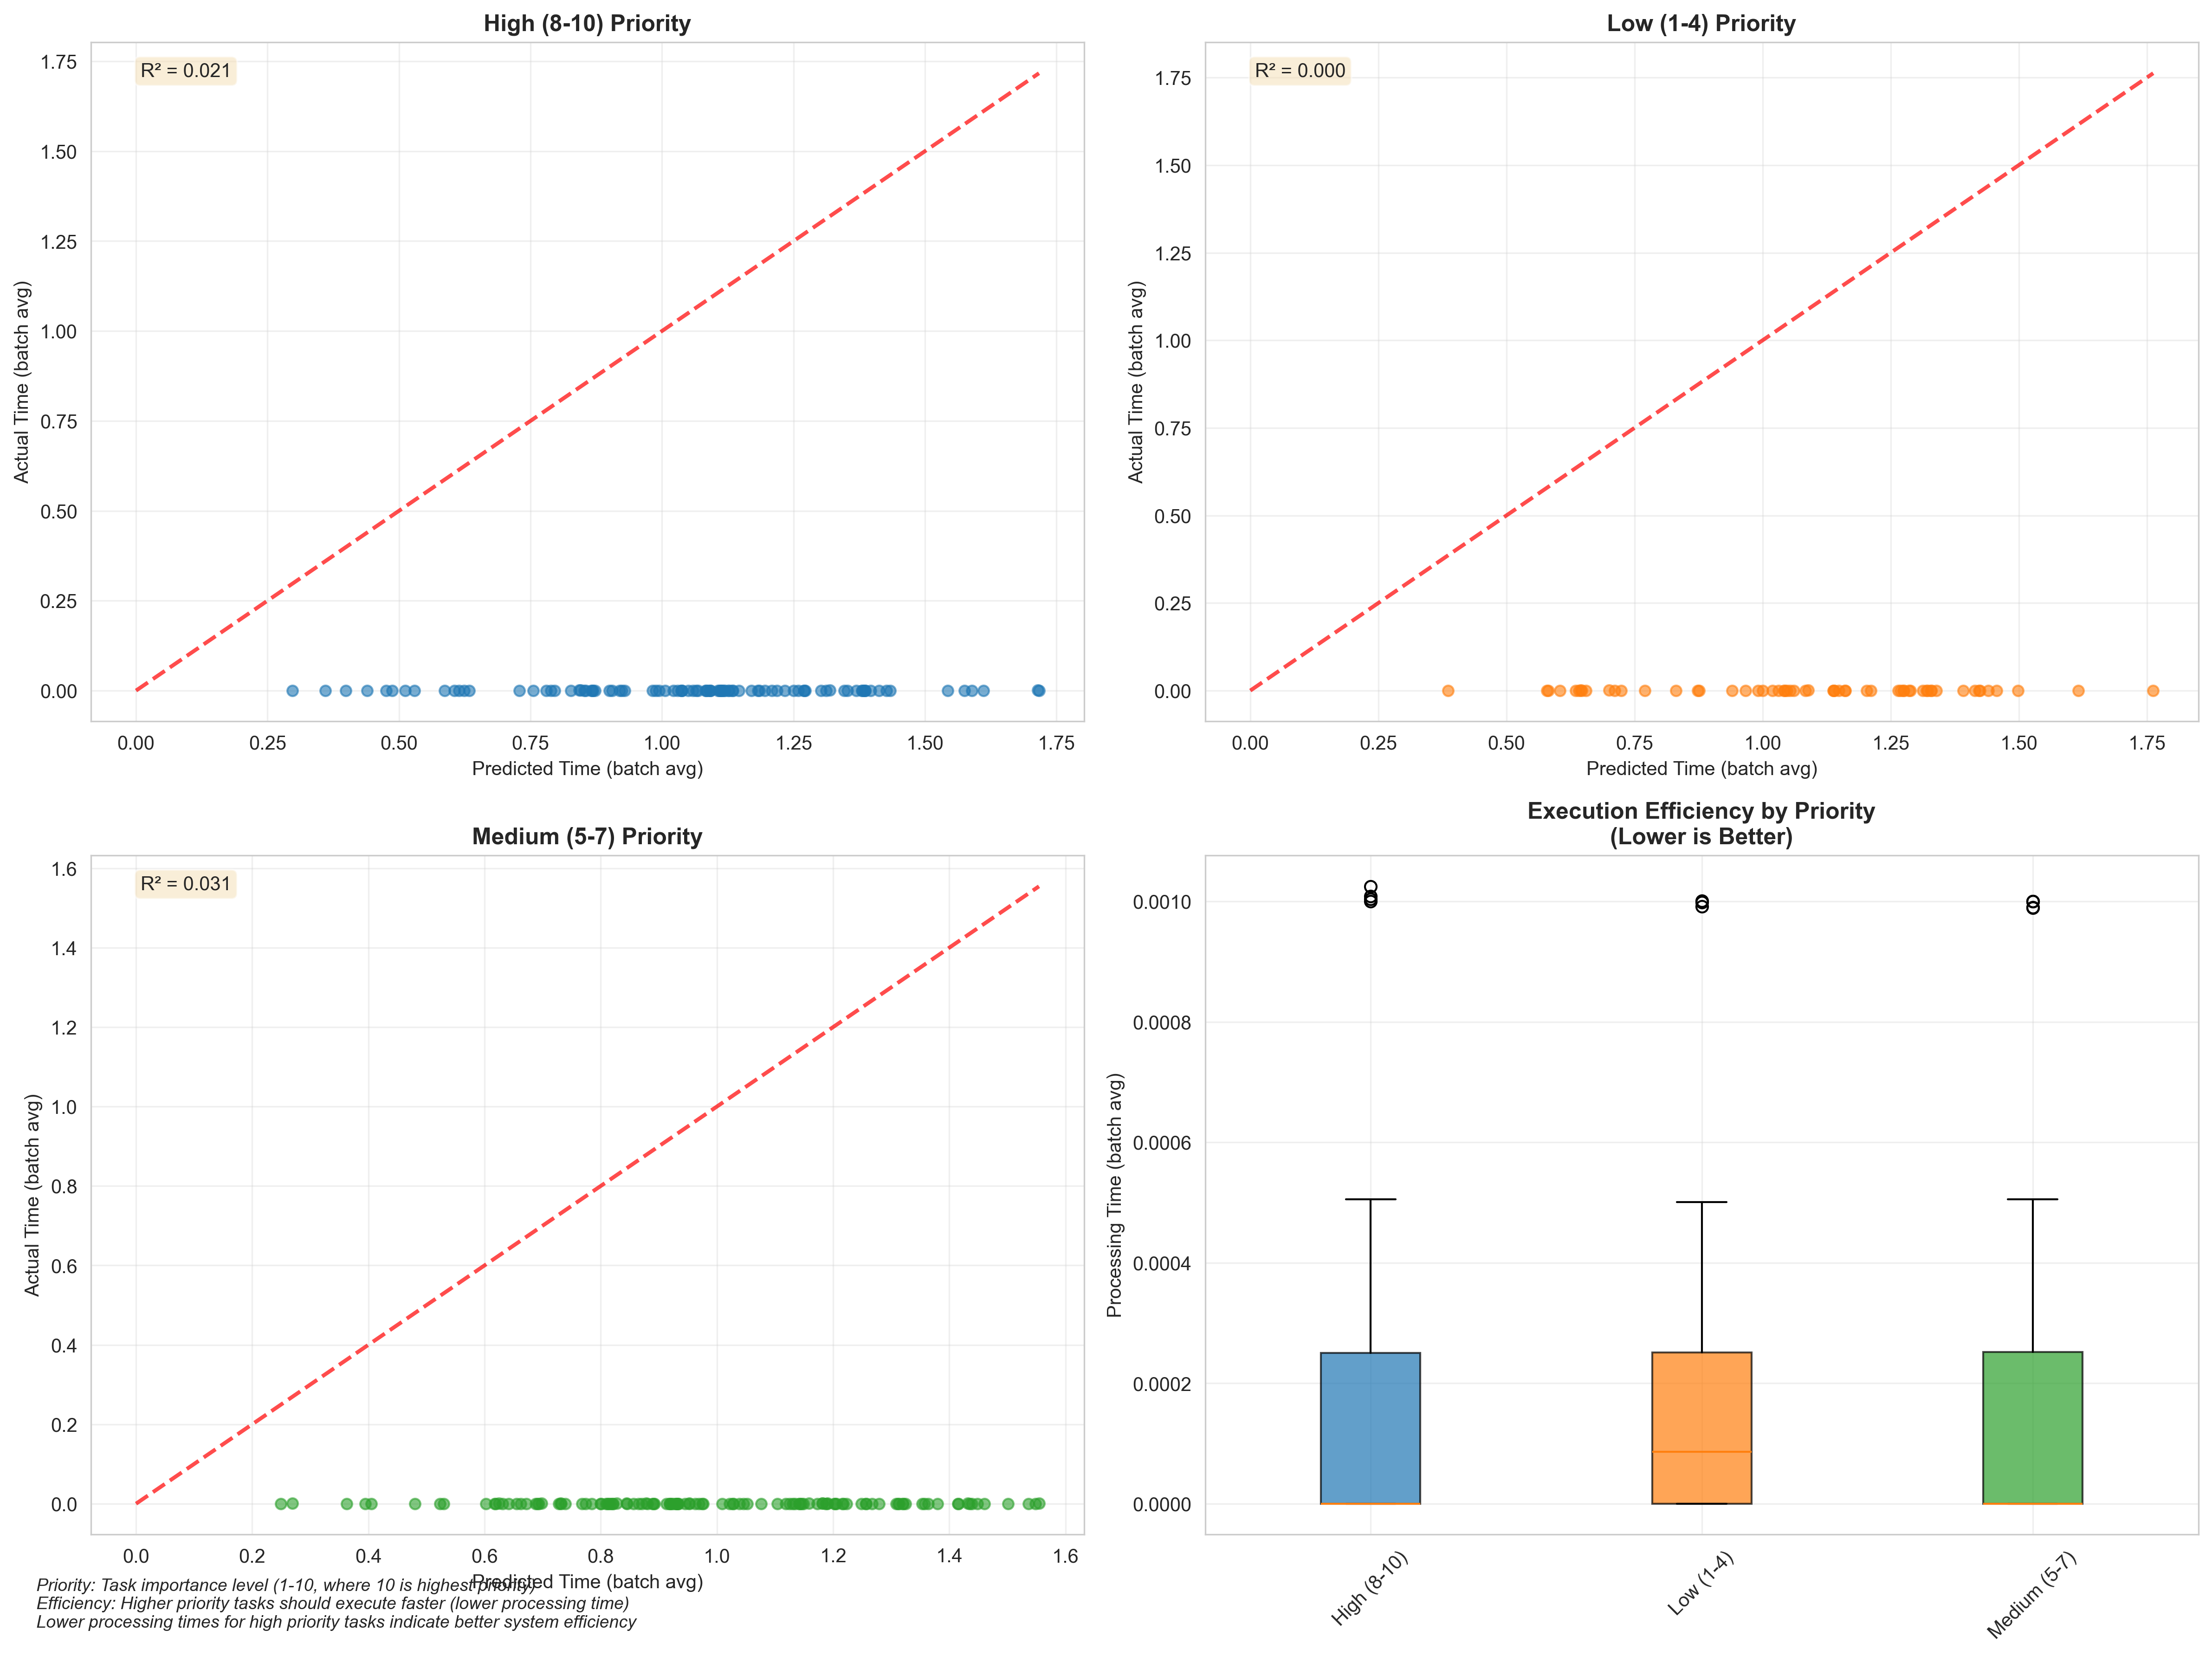 High (8-10) Priority
R² = 0.021
1.75
1.50
1.25
1.00
0.75
0.50
0.25
0.00
Actual Time (batch avg)
0.00 0.25 0.50 0.75 1.00 1.25 1.50 1.75
Predicted Time (batch avg)
Low (1-4) Priority
R² = 0.000
1.75
1.50
1.25
1.00
0.75
0.50
0.25
0.00
Actual Time (batch avg)
0.00 0.25 0.50 0.75 1.00 1.25 1.50 1.75
Predicted Time (batch avg)
Medium (5-7) Priority
R² = 0.031
1.6
1.4
1.2
1.0
0.8
0.6
0.4
0.2
0.0
Actual Time (batch avg)
0.0 0.2 0.4 0.6 0.8 1.0 1.2 1.4 1.6
Predicted Time (batch avg)
Execution Efficiency by Priority
(Lower is Better)
0.0010
0.0008
0.0006
0.0004
0.0002
0.0000
Processing Time (batch avg)
High (8-10) Low (1-4) Medium (5-7)
Priority: Task importance level (1-10, where 10 is highest priority)
Efficiency: Higher priority tasks should execute faster (lower processing time)
Lower processing times for high priority tasks indicate better system efficiency